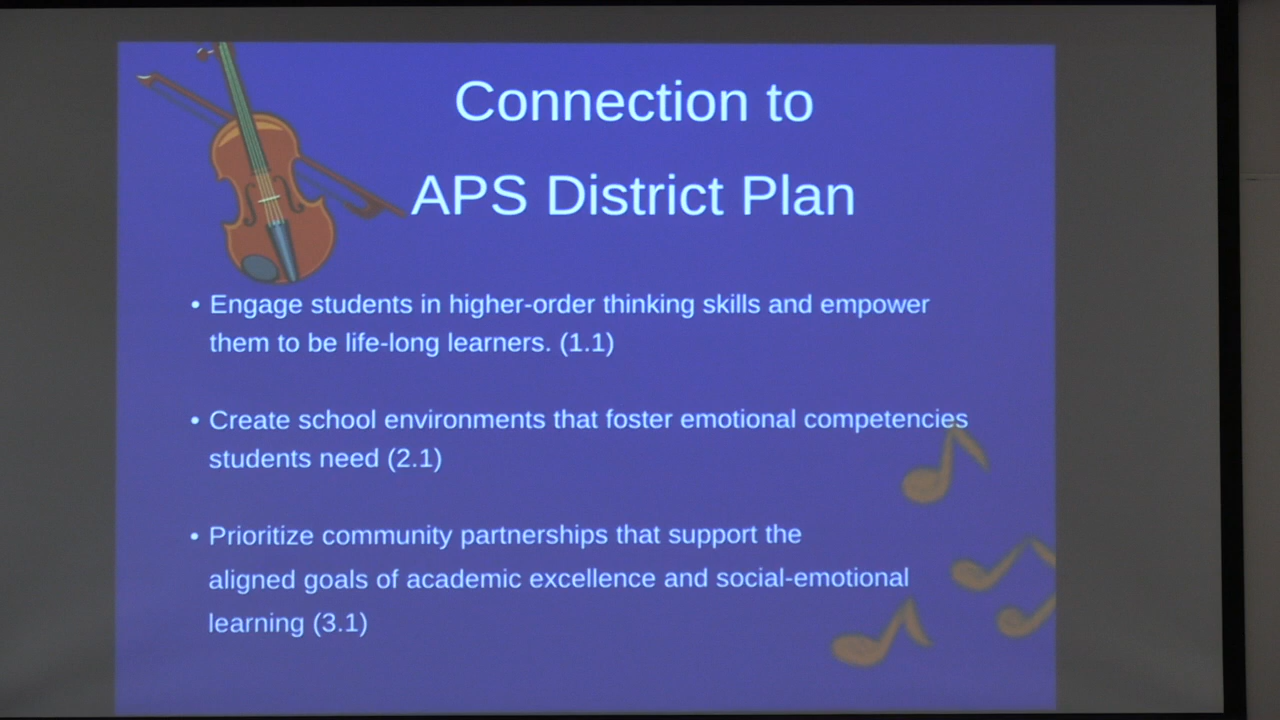 Connection to
APS District Plan
• Engage students in higher-order thinking skills and empower
them to be life-long learners. (1.1)
• Create school environments that foster emotional competencies
students need (2.1)
• Prioritize community partnerships that support the
aligned goals of academic excellence and social-emotional
learning (3.1)